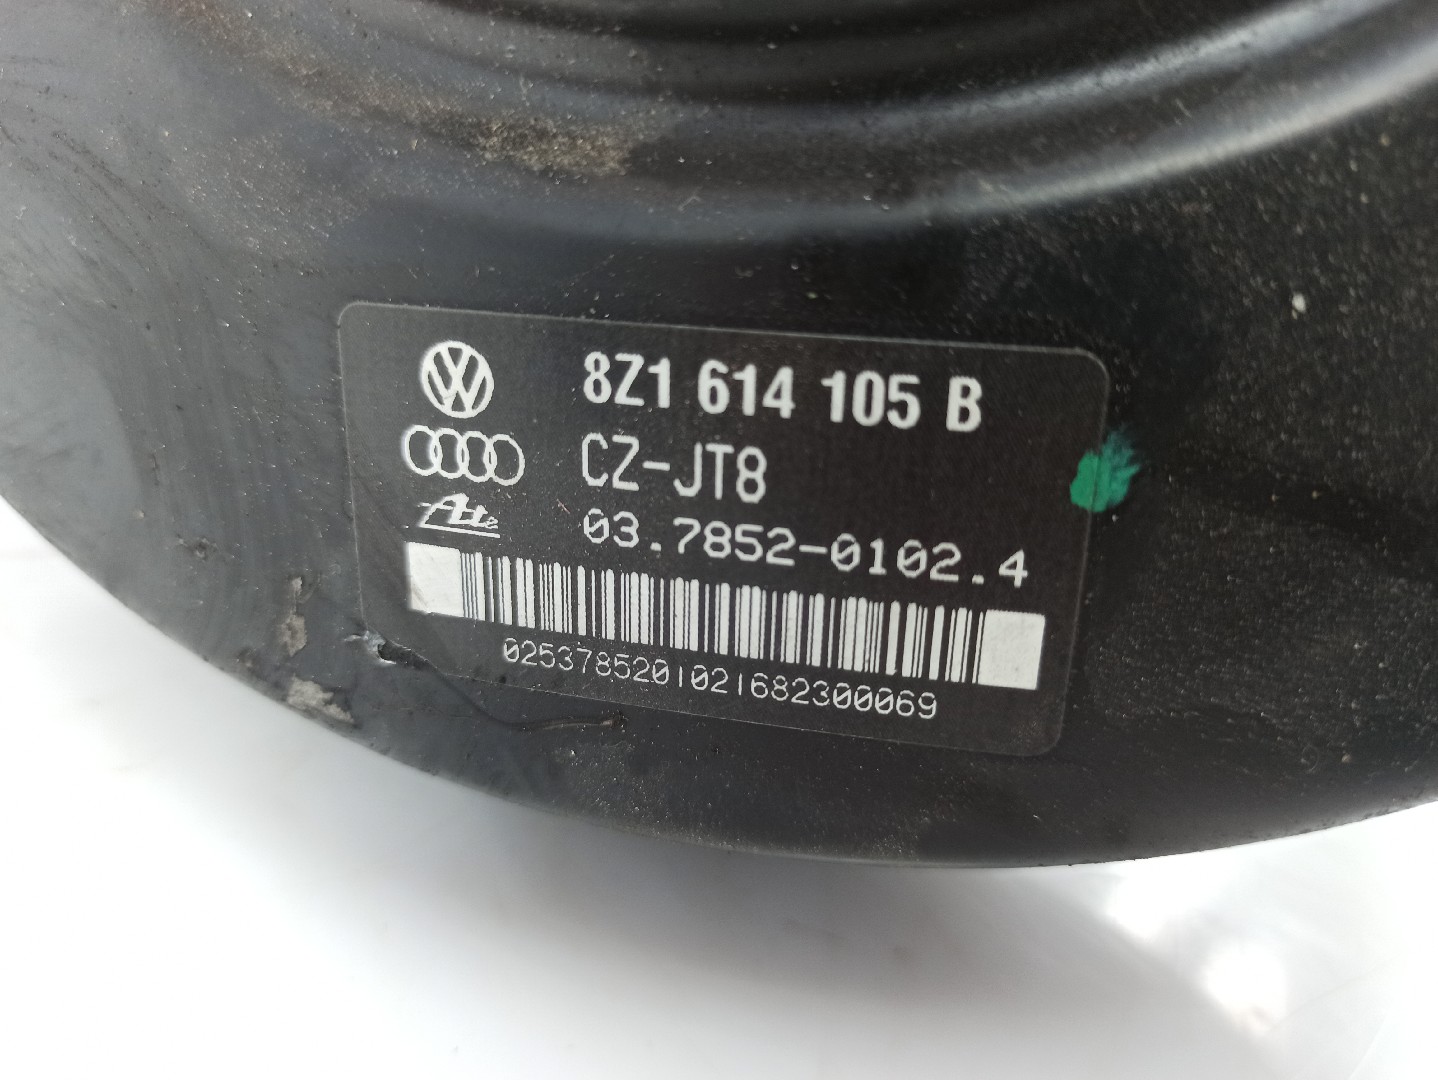 8Z1 614 105 B
CZ-JT8
Ate
03.7852-0102.4
0253785201021682300069